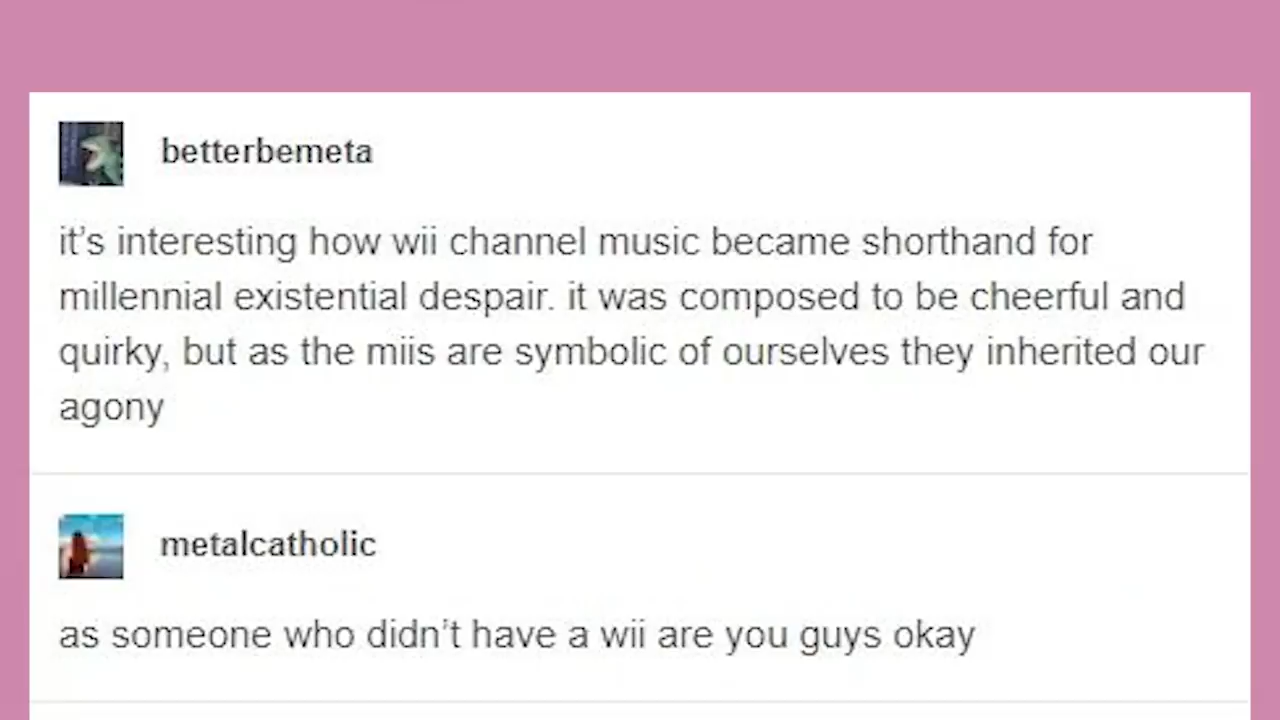 betterbemeta
it's interesting how wii channel music became shorthand for
millennial existential despair. it was composed to be cheerful and
quirky, but as the miis are symbolic of ourselves they inherited our
agony
metalcatholic
as someone who didn't have a wii are you guys okay